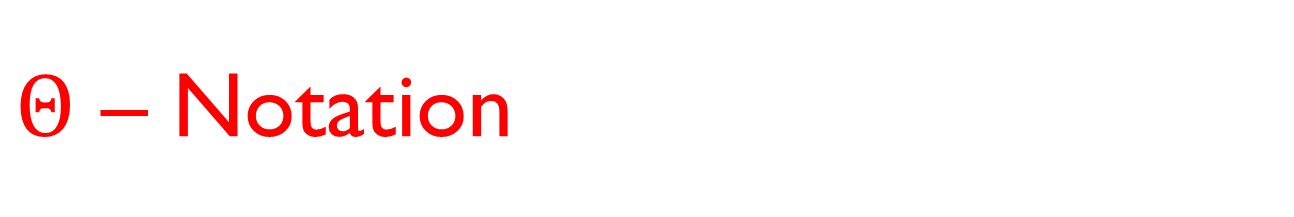 Θ – Notation